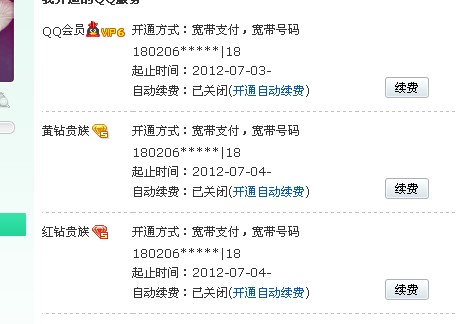 我开通的QQ服务
QQ会员 VIP6 开通方式：宽带支付，宽带号码
180206*****|18
起止时间：2012-07-03-
自动续费：已关闭(开通自动续费) 续费
黄钻贵族 开通方式：宽带支付，宽带号码
180206*****|18
起止时间：2012-07-04-
自动续费：已关闭(开通自动续费) 续费
红钻贵族 开通方式：宽带支付，宽带号码
180206*****|18
起止时间：2012-07-04-
自动续费：已关闭(开通自动续费) 续费